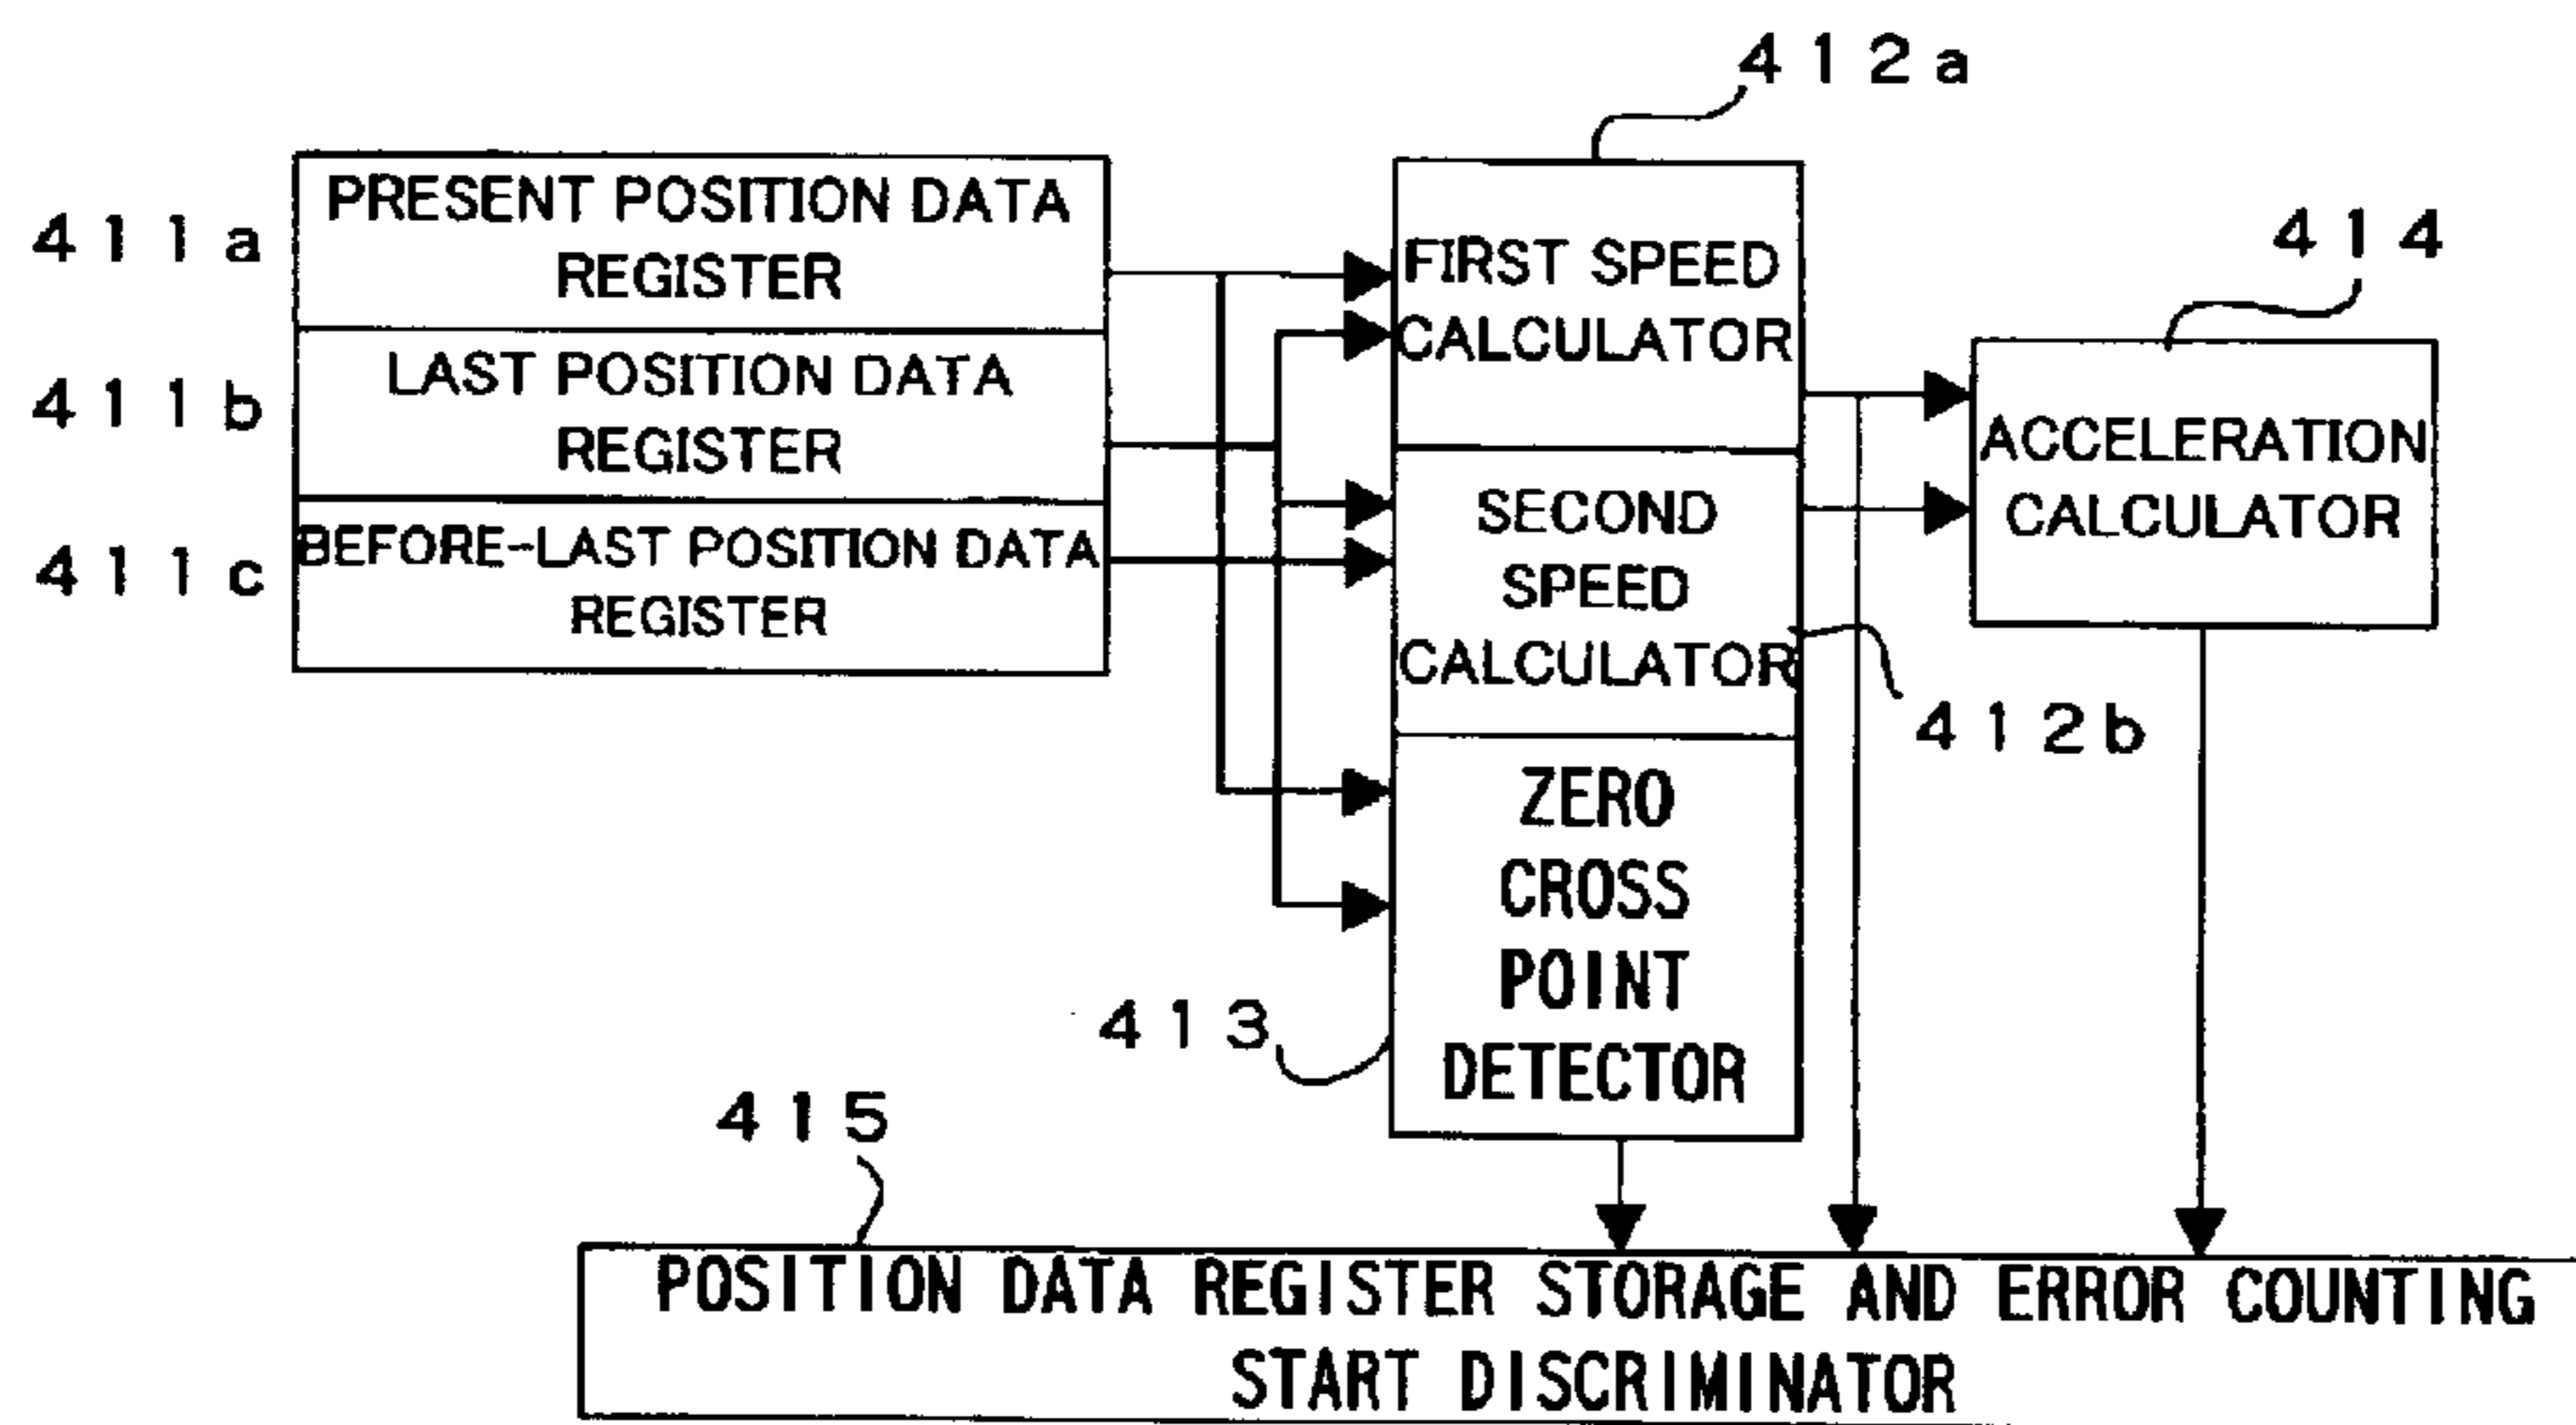 412a
411a
PRESENT POSITION DATA
REGISTER
411b
LAST POSITION DATA
REGISTER
411c
BEFORE-LAST POSITION DATA
REGISTER
FIRST SPEED
CALCULATOR
414
ACCELERATION
CALCULATOR
SECOND
SPEED
CALCULATOR
412b
ZERO
CROSS
POINT
DETECTOR
413
415
POSITION DATA REGISTER STORAGE AND ERROR COUNTING
START DISCRIMINATOR